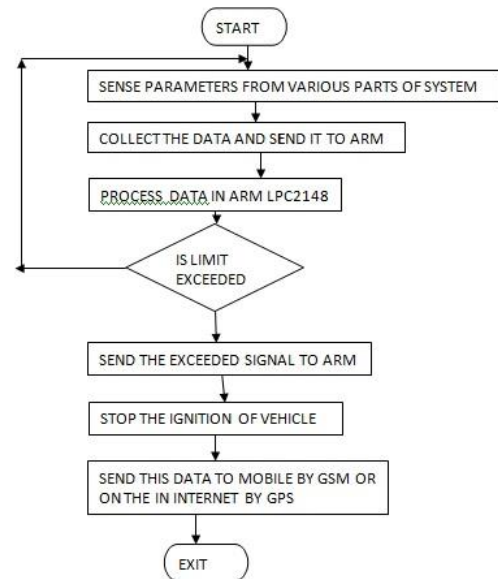 START
SENSE PARAMETERS FROM VARIOUS PARTS OF SYSTEM
COLLECT THE DATA AND SEND IT TO ARM
PROCESS DATA IN ARM LPC2148
IS LIMIT
EXCEEDED
SEND THE EXCEEDED SIGNAL TO ARM
STOP THE IGNITION OF VEHICLE
SEND THIS DATA TO MOBILE BY GSM OR
ON THE IN INTERNET BY GPS
EXIT